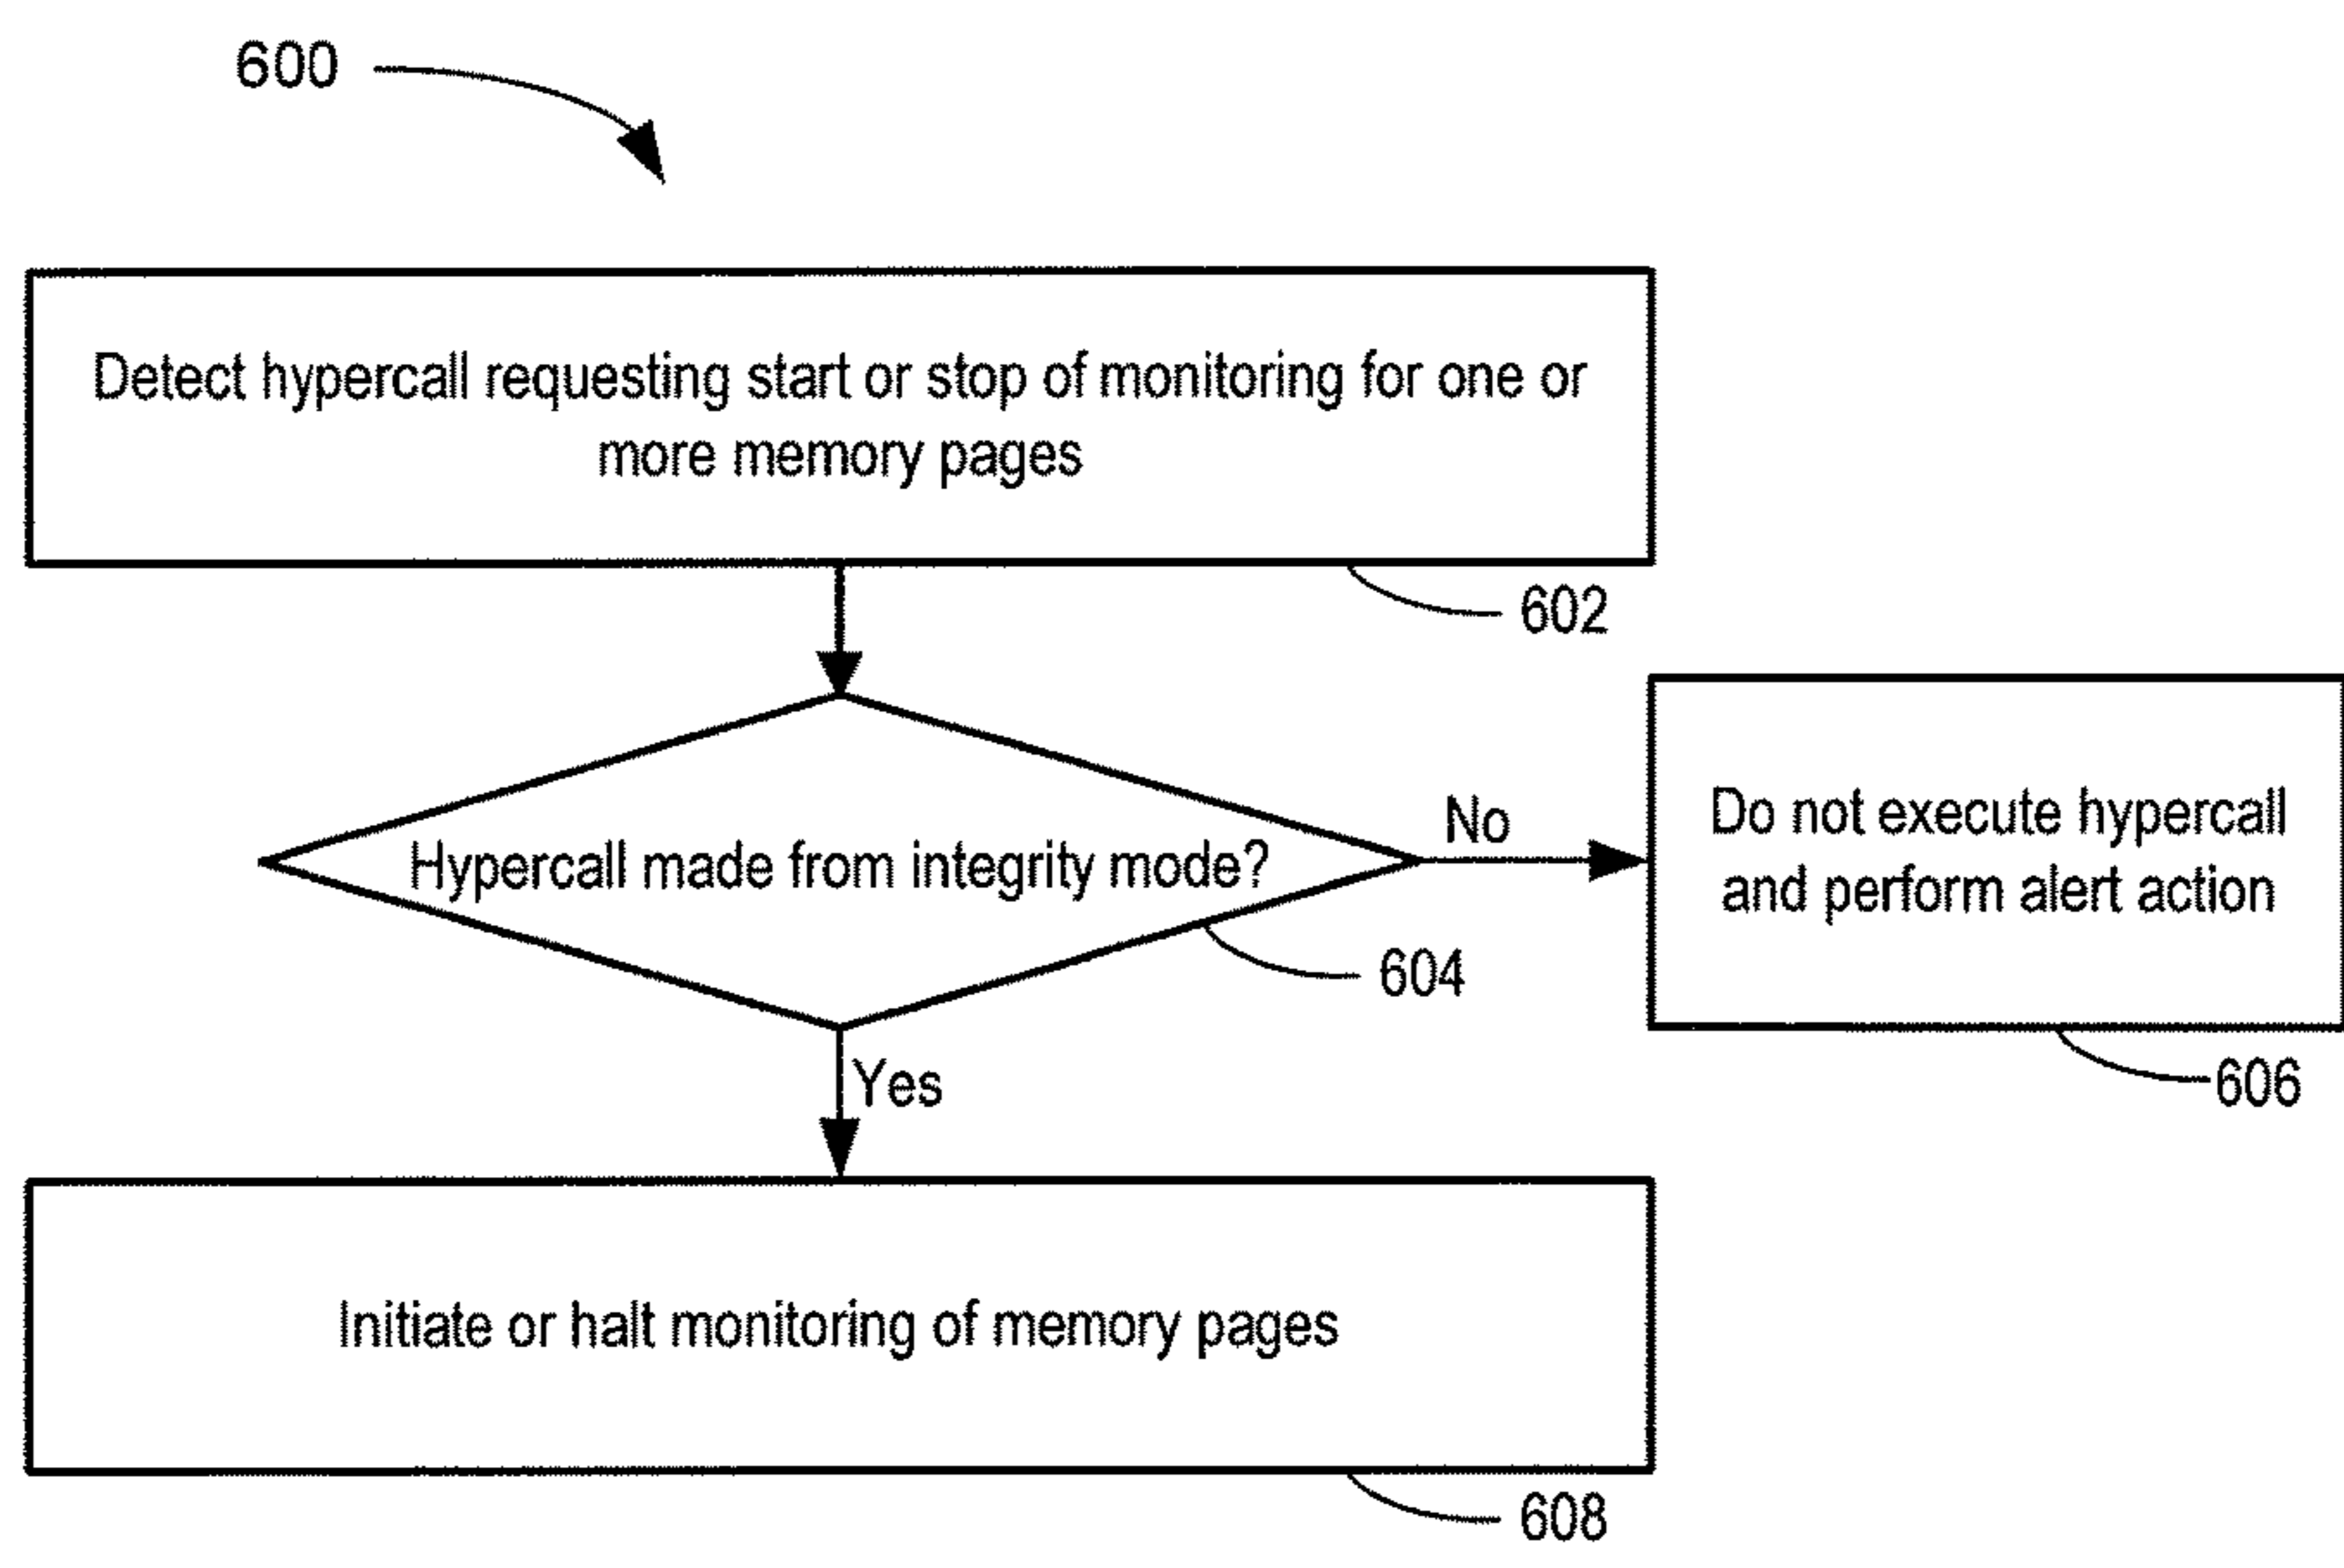 600
Detect hypercall requesting start or stop of monitoring for one or
more memory pages
602
Hypercall made from integrity mode?
604
No
Do not execute hypercall
and perform alert action
606
Yes
Initiate or halt monitoring of memory pages
608